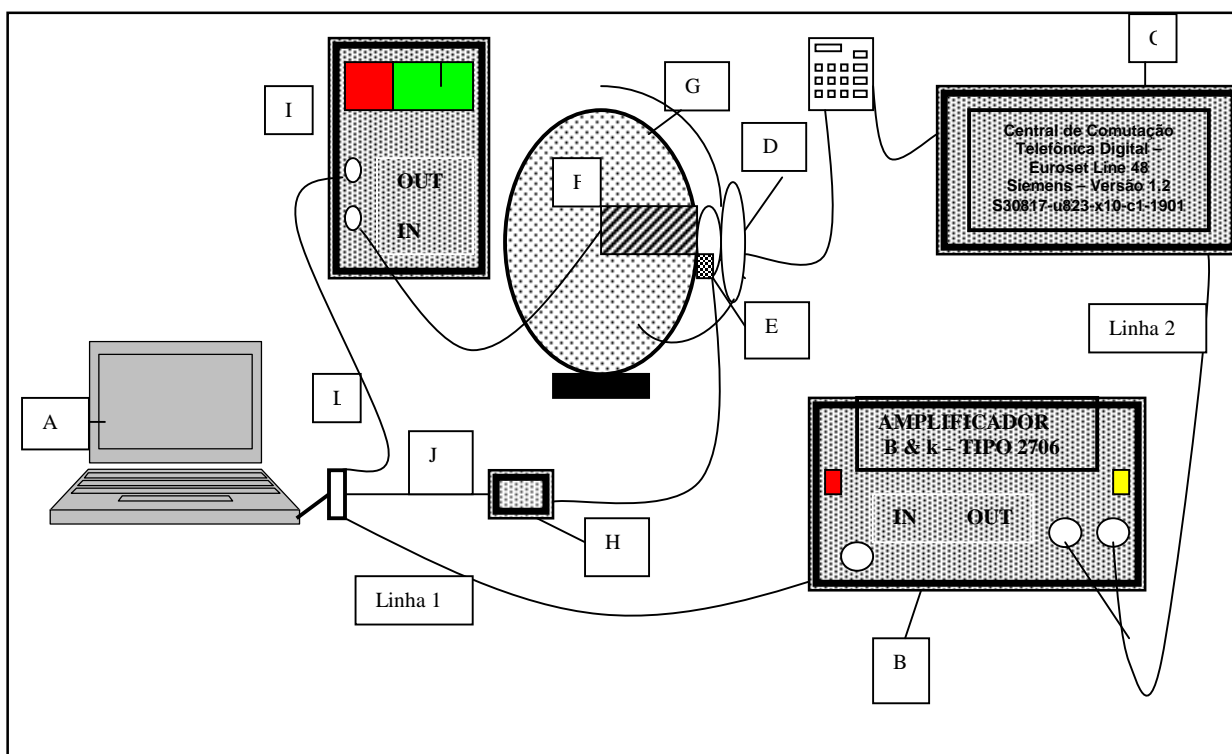 C
G
I
D
Central de Comutação
Telefônica Digital –
Euroset Line 48
Siemens – Versão 1.2
S30817-u823-x10-c1-1901
F
OUT
IN
E
Linha 2
L
A
AMPLIFICADOR
B & k – TIPO 2706
J
IN OUT
H
Linha 1
B